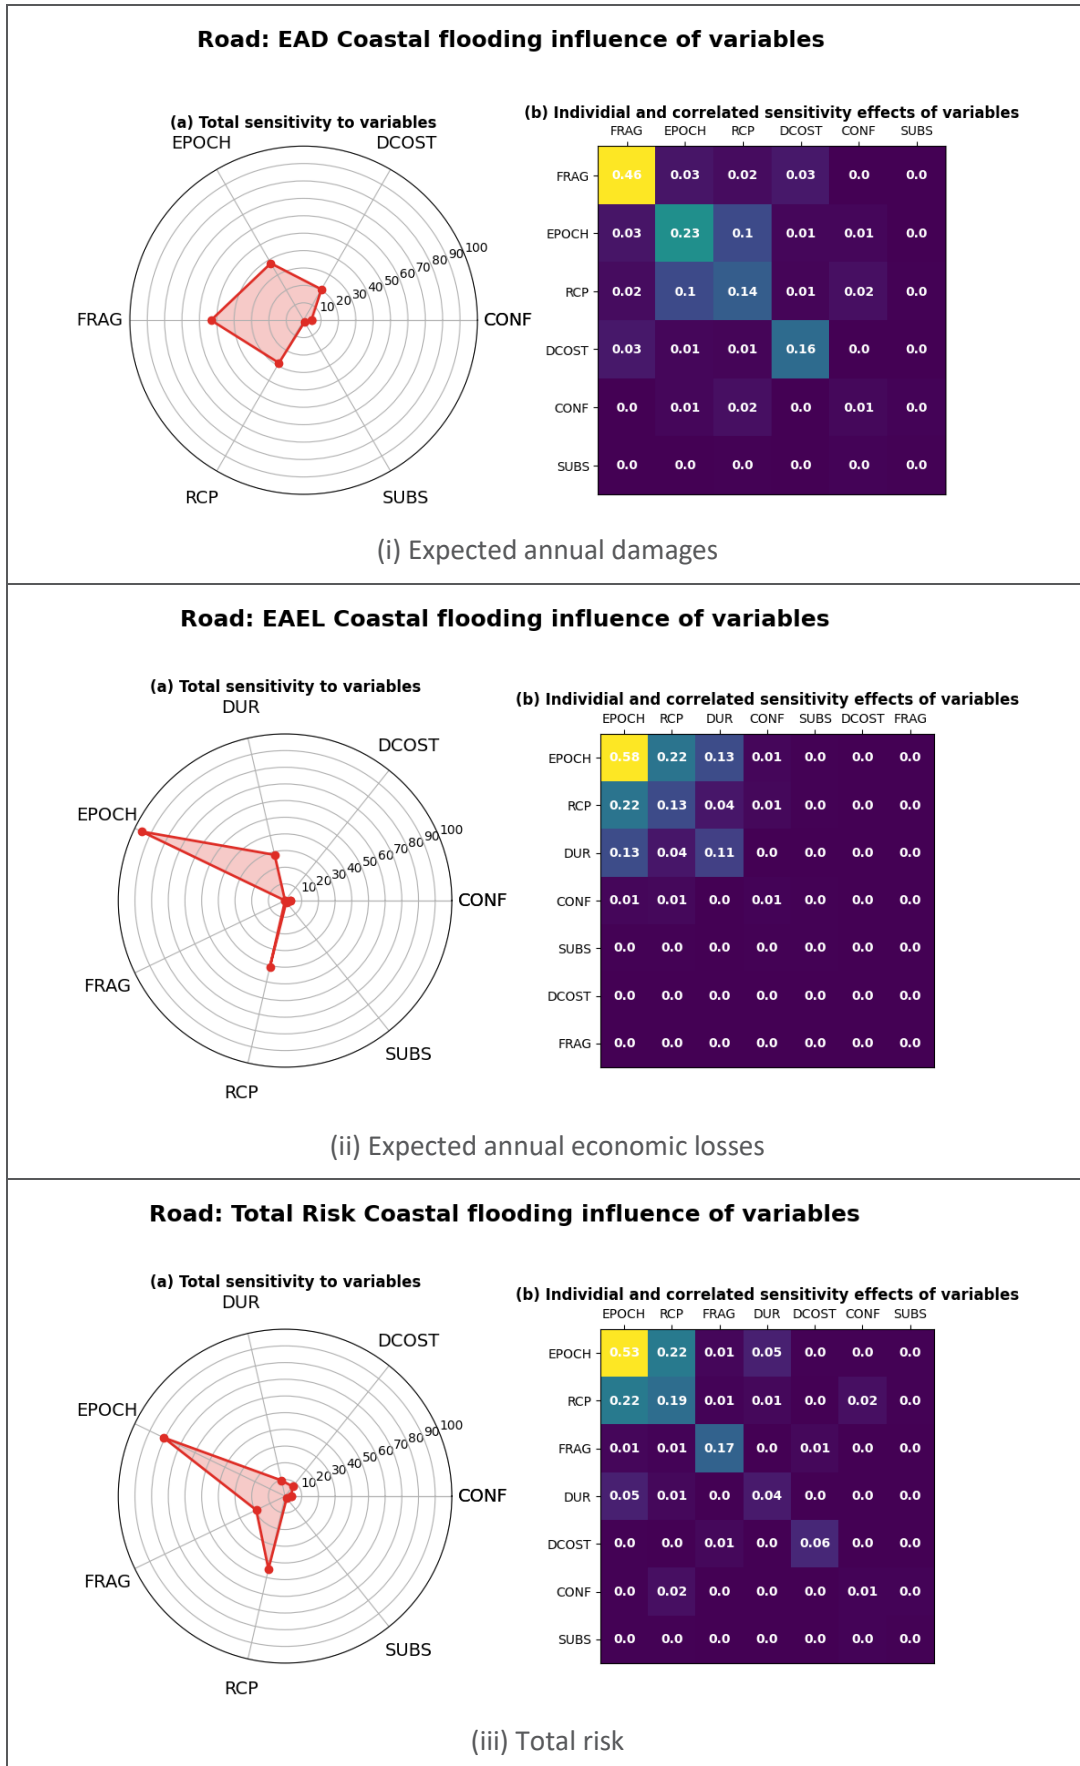 Road: EAD Coastal flooding influence of variables
(a) Total sensitivity to variables
EPOCH
DCOST
FRAG
CONF
RCP
SUBS
10 20 30 40 50 60 70 80 90 100
(b) Individial and correlated sensitivity effects of variables
FRAG EPOCH RCP DCOST CONF SUBS
FRAG 0.46 0.03 0.02 0.03 0.0 0.0
EPOCH 0.03 0.23 0.1 0.01 0.01 0.0
RCP 0.02 0.1 0.14 0.01 0.02 0.0
DCOST 0.03 0.01 0.01 0.16 0.0 0.0
CONF 0.0 0.01 0.02 0.0 0.01 0.0
SUBS 0.0 0.0 0.0 0.0 0.0 0.0
(i) Expected annual damages
Road: EAEL Coastal flooding influence of variables
(a) Total sensitivity to variables
DUR
DCOST
EPOCH
CONF
FRAG
SUBS
RCP
10 20 30 40 50 60 70 80 90 100
(b) Individial and correlated sensitivity effects of variables
EPOCH RCP DUR CONF SUBS DCOST FRAG
EPOCH 0.58 0.22 0.13 0.01 0.0 0.0 0.0
RCP 0.22 0.13 0.04 0.01 0.0 0.0 0.0
DUR 0.13 0.04 0.11 0.0 0.0 0.0 0.0
CONF 0.01 0.01 0.0 0.01 0.0 0.0 0.0
SUBS 0.0 0.0 0.0 0.0 0.0 0.0 0.0
DCOST 0.0 0.0 0.0 0.0 0.0 0.0 0.0
FRAG 0.0 0.0 0.0 0.0 0.0 0.0 0.0
(ii) Expected annual economic losses
Road: Total Risk Coastal flooding influence of variables
(a) Total sensitivity to variables
DUR
DCOST
EPOCH
CONF
FRAG
SUBS
RCP
10 20 30 40 50 60 70 80 90 100
(b) Individial and correlated sensitivity effects of variables
EPOCH RCP FRAG DUR DCOST CONF SUBS
EPOCH 0.53 0.22 0.01 0.05 0.0 0.0 0.0
RCP 0.22 0.19 0.01 0.01 0.0 0.02 0.0
FRAG 0.01 0.01 0.17 0.0 0.01 0.0 0.0
DUR 0.05 0.01 0.0 0.04 0.0 0.0 0.0
DCOST 0.0 0.0 0.01 0.0 0.06 0.0 0.0
CONF 0.0 0.02 0.0 0.0 0.0 0.01 0.0
SUBS 0.0 0.0 0.0 0.0 0.0 0.0 0.0
(iii) Total risk